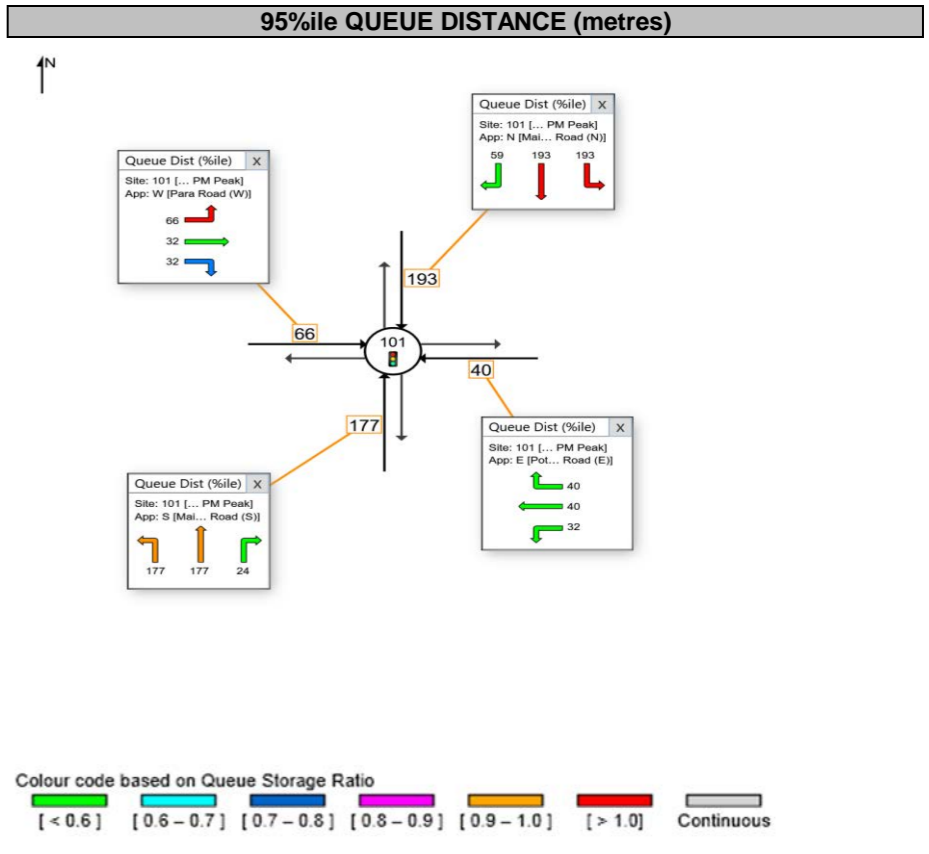 95%ile QUEUE DISTANCE (metres)
N
Queue Dist (%ile) X
Site: 101 [... PM Peak]
App: N [Mai... Road (N)]
59 193 193
Queue Dist (%ile) X
Site: 101 [... PM Peak]
App: W [Para Road (W)]
66
32
32
193
66
101
40
177
Queue Dist (%ile) X
Site: 101 [... PM Peak]
App: E [Pot... Road (E)]
40
40
32
Queue Dist (%ile) X
Site: 101 [... PM Peak]
App: S [Mai... Road (S)]
177 177 24
Colour code based on Queue Storage Ratio
[ < 0.6 ] [ 0.6 – 0.7 ] [ 0.7 – 0.8 ] [ 0.8 – 0.9 ] [ 0.9 – 1.0 ] [ > 1.0] Continuous